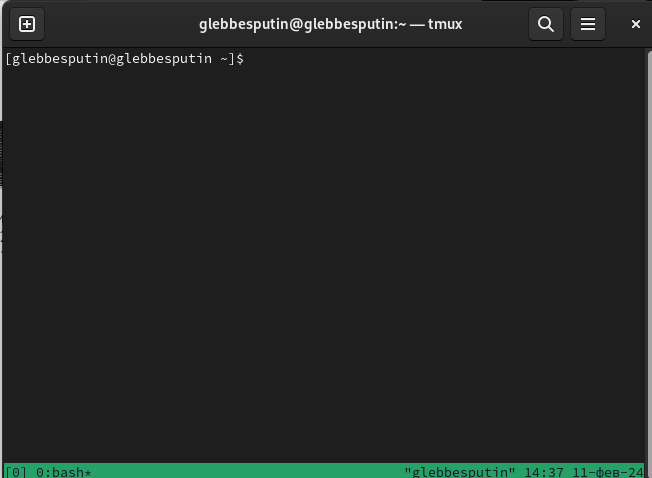 glebbesputin@glebbesputin:~ — tmux
[glebbesputin@glebbesputin ~]$
[0] 0:bash* "glebbesputin" 14:37 11-фев-24